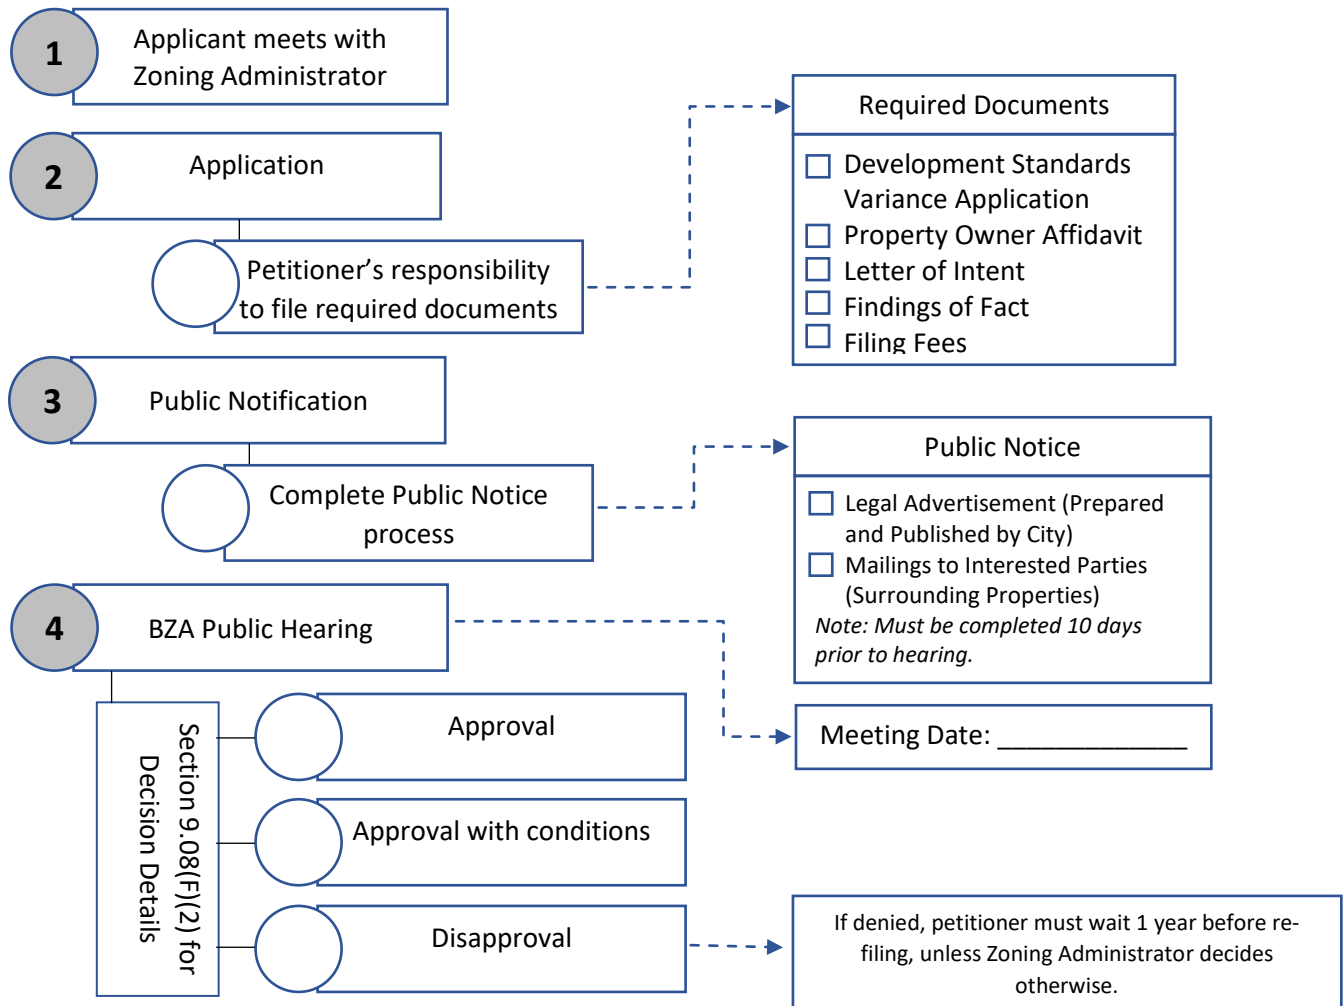 1
Applicant meets with
Zoning Administrator
2
Application
Petitioner’s responsibility
to file required documents
Required Documents
Development Standards
Variance Application
Property Owner Affidavit
Letter of Intent
Findings of Fact
Filing Fees
3
Public Notification
Complete Public Notice
process
Public Notice
Legal Advertisement (Prepared
and Published by City)
Mailings to Interested Parties
(Surrounding Properties)
Note: Must be completed 10 days
prior to hearing.
4
BZA Public Hearing
Meeting Date: _____________
Section 9.08(F)(2) for
Decision Details
Approval
Approval with conditions
Disapproval
If denied, petitioner must wait 1 year before re-
filing, unless Zoning Administrator decides
otherwise.